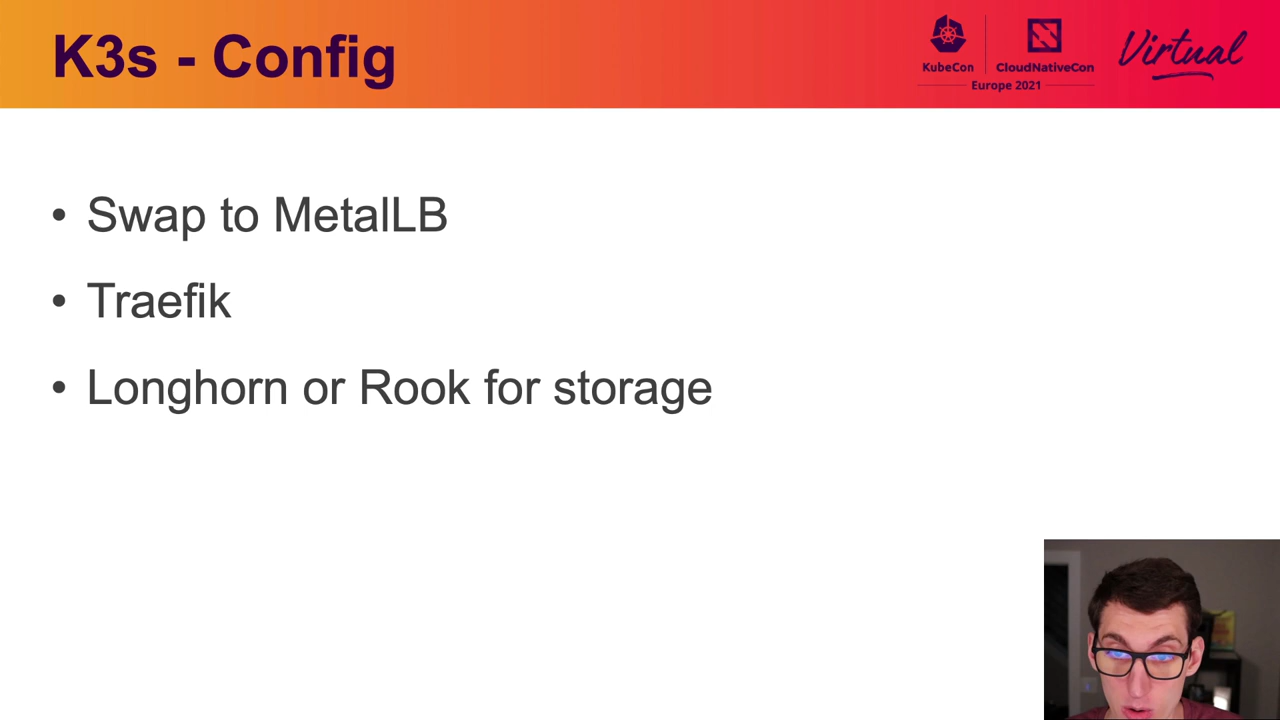 K3s - Config
KubeCon
CloudNativeCon
Europe 2021
Virtual
• Swap to MetalLB
• Traefik
• Longhorn or Rook for storage